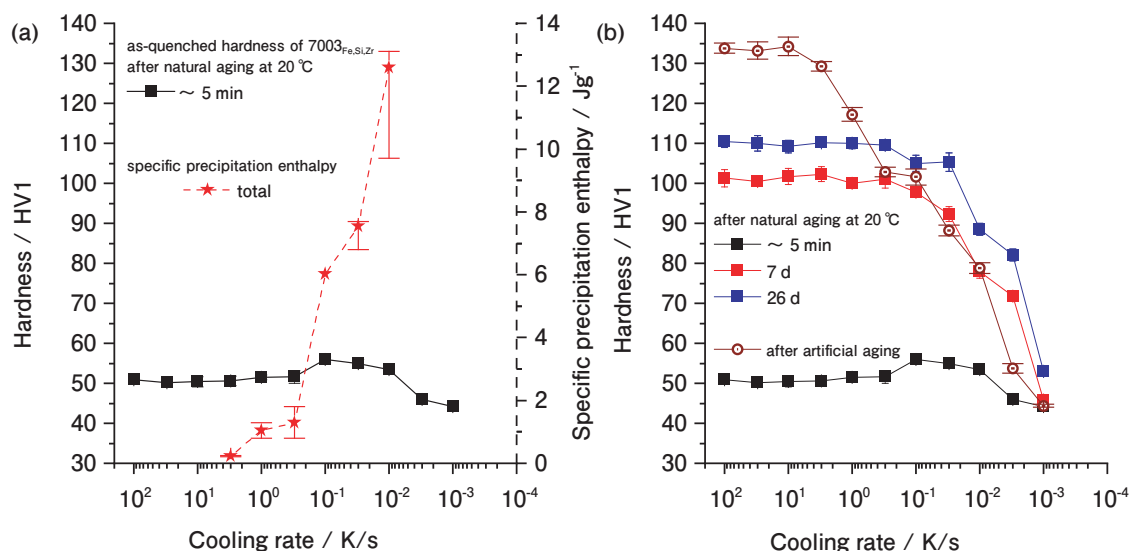 (a)
as-quenched hardness of 7003Fe,Si,Zr
after natural aging at 20 °C
~ 5 min
specific precipitation enthalpy
total
Hardness / HV1
140
130
120
110
100
90
80
70
60
50
40
30
14
12
10
8
6
4
2
0
Specific precipitation enthalpy / Jg⁻¹
10² 10¹ 10⁰ 10⁻¹ 10⁻² 10⁻³
Cooling rate / K/s
(b)
after natural aging at 20 °C
~ 5 min
7 d
26 d
after artificial aging
Hardness / HV1
140
130
120
110
100
90
80
70
60
50
40
30
10² 10¹ 10⁰ 10⁻¹ 10⁻² 10⁻³ 10⁻⁴
Cooling rate / K/s